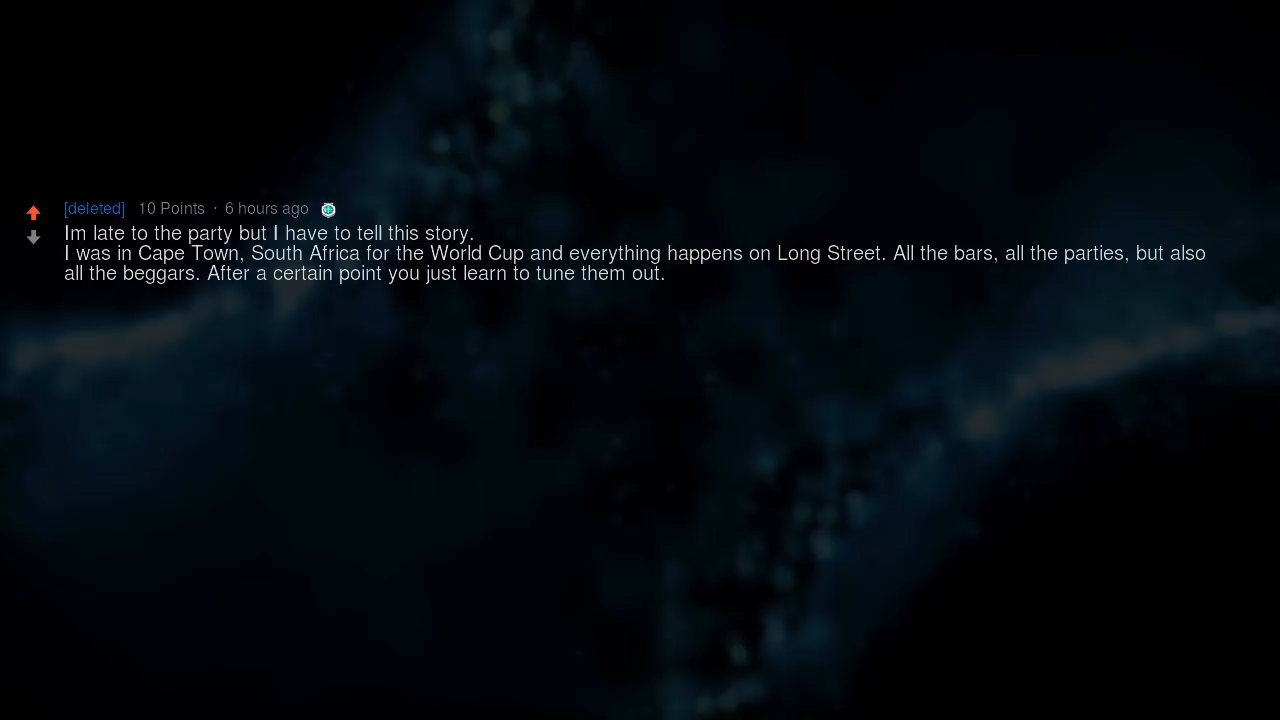 [deleted] 10 Points · 6 hours ago
Im late to the party but I have to tell this story.
I was in Cape Town, South Africa for the World Cup and everything happens on Long Street. All the bars, all the parties, but also
all the beggars. After a certain point you just learn to tune them out.